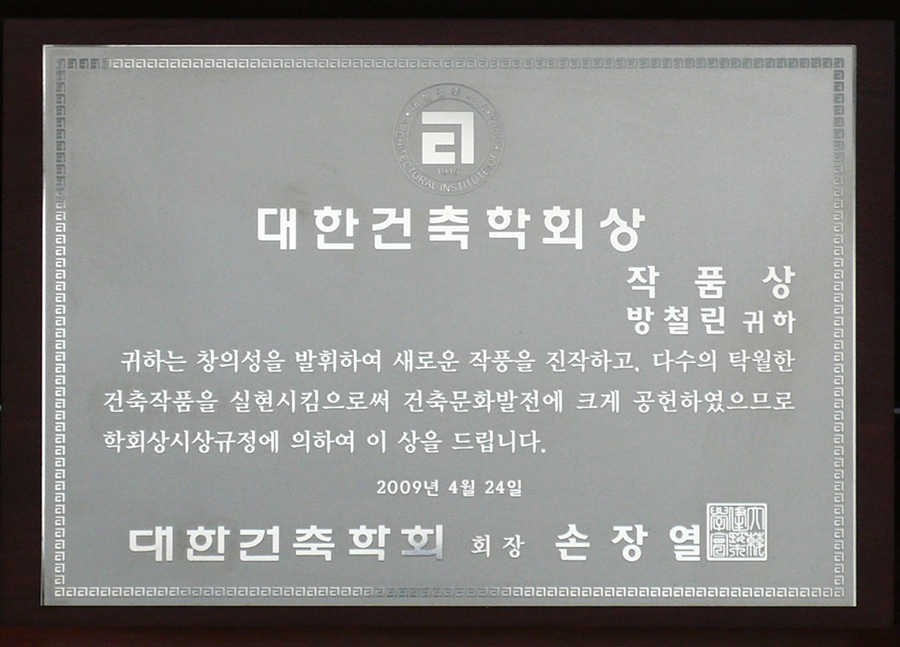 ARCHITECTURAL INSTITUTE OF
대한건축학회상
작품상
방철린 귀하
귀하는 창의성을 발휘하여 새로운 작풍을 진작하고, 다수의 탁월한
건축작품을 실현시킴으로써 건축문화발전에 크게 공헌하였으므로
학회상시상규정에 의하여 이 상을 드립니다.
2009년 4월 24일
대한건축학회 회장 손장열